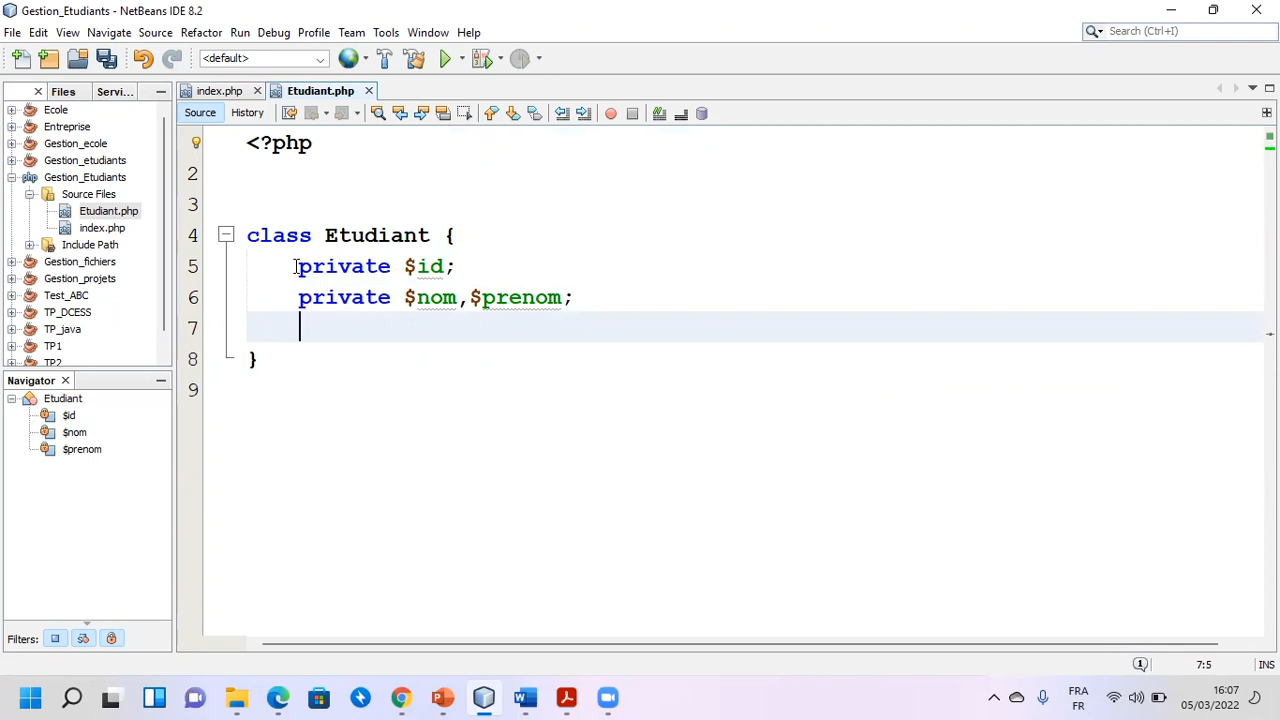 Gestion_Etudiants - NetBeans IDE 8.2
File Edit View Navigate Source Refactor Run Debug Profile Team Tools Window Help
Search (Ctrl+I)
<default>
Files Servi...
index.php Etudiant.php
Source History
Ecole
Entreprise
Gestion_ecole
Gestion_etudiants
Gestion_Etudiants
Source Files
Etudiant.php
index.php
Include Path
Gestion_fichiers
Gestion_projets
Test_ABC
TP_DCESS
TP_java
TP1
TP2
Navigator
Etudiant
$id
$nom
$prenom
Filters:
<?php
2
3
4 class Etudiant {
5 private $id;
6 private $nom,$prenom;
7
8 }
9
1 7:5 INS
FRA
FR
16:07
05/03/2022